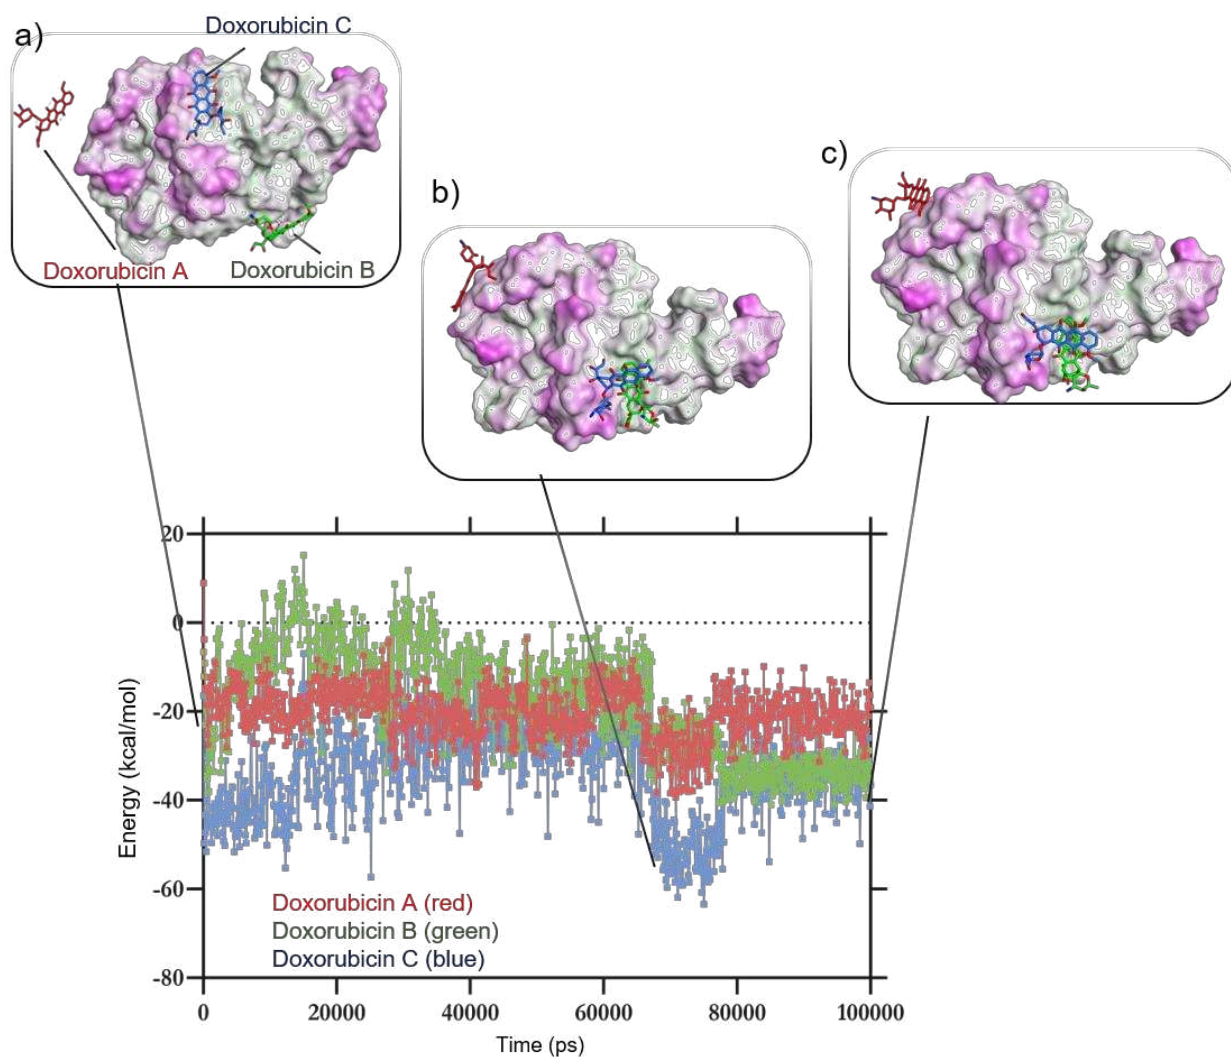 a)
Doxorubicin C
Doxorubicin A
Doxorubicin B
b)
c)
20
0
-20
-40
-60
-80
Energy (kcal/mol)
Doxorubicin A (red)
Doxorubicin B (green)
Doxorubicin C (blue)
0 20000 40000 60000 80000 100000
Time (ps)